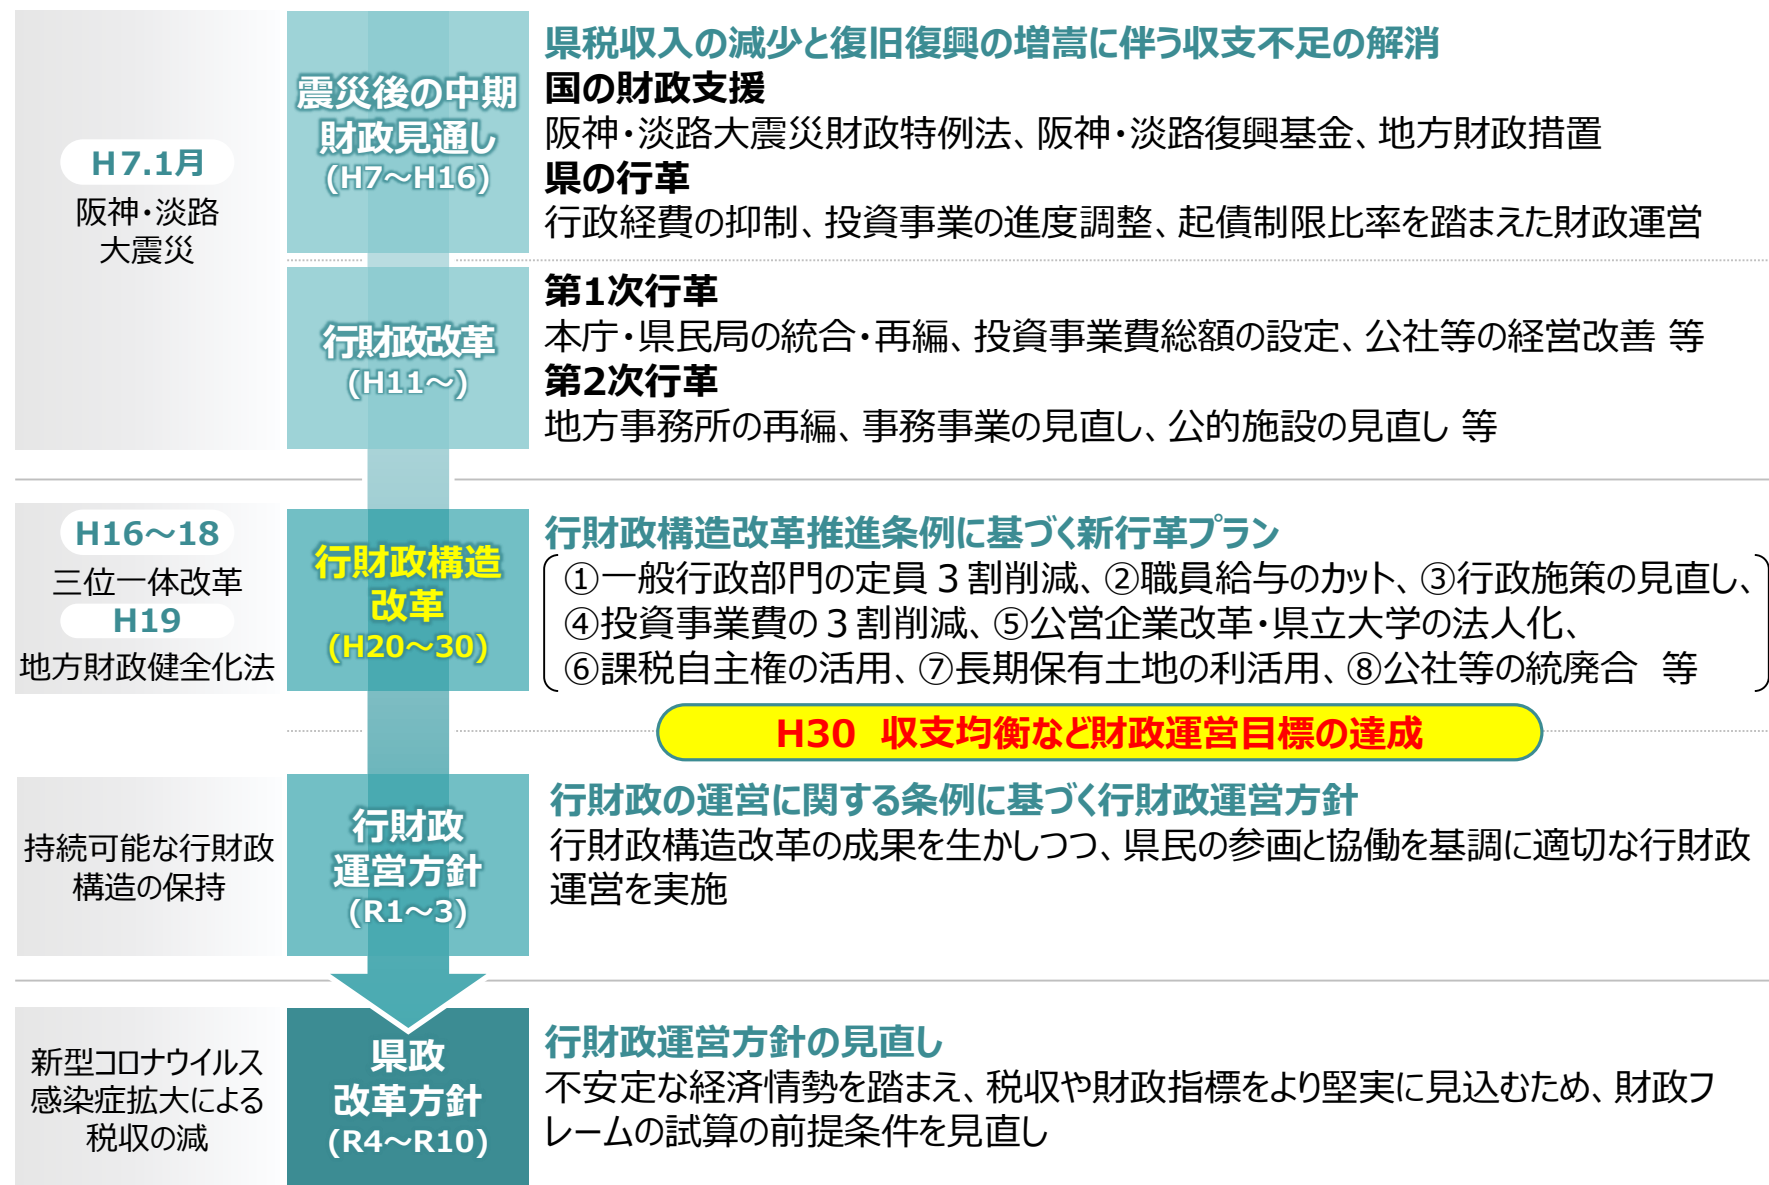 H7.1月
阪神・淡路
大震災
震災後の中期
財政見通し
(H7～H16)
県税収入の減少と復旧復興の増嵩に伴う収支不足の解消
国の財政支援
阪神・淡路大震災財政特例法、阪神・淡路復興基金、地方財政措置
県の行革
行政経費の抑制、投資事業の進度調整、起債制限比率を踏まえた財政運営
行財政改革
(H11～)
第1次行革
本庁・県民局の統合・再編、投資事業費総額の設定、公社等の経営改善 等
第2次行革
地方事務所の再編、事務事業の見直し、公的施設の見直し 等
H16～18
三位一体改革
H19
地方財政健全化法
行財政構造
改革
(H20～30)
行財政構造改革推進条例に基づく新行革プラン
①一般行政部門の定員３割削減、②職員給与のカット、③行政施策の見直し、
④投資事業費の３割削減、⑤公営企業改革・県立大学の法人化、
⑥課税自主権の活用、⑦長期保有土地の利活用、⑧公社等の統廃合　等
H30 収支均衡など財政運営目標の達成
持続可能な行財政
構造の保持
行財政
運営方針
(R1～3)
行財政の運営に関する条例に基づく行財政運営方針
行財政構造改革の成果を生かしつつ、県民の参画と協働を基調に適切な行財政
運営を実施
新型コロナウイルス
感染症拡大による
税収の減
県政
改革方針
(R4～R10)
行財政運営方針の見直し
不安定な経済情勢を踏まえ、税収や財政指標をより堅実に見込むため、財政フ
レームの試算の前提条件を見直し